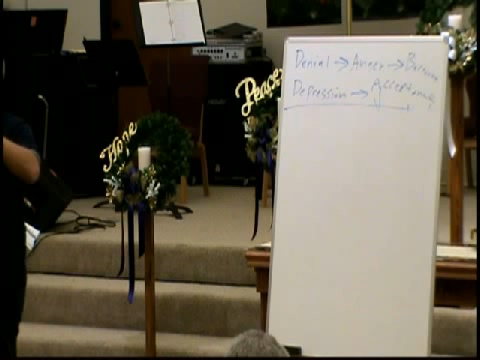 Hope
Peace
Denial → Anger →
Depression → Acceptance